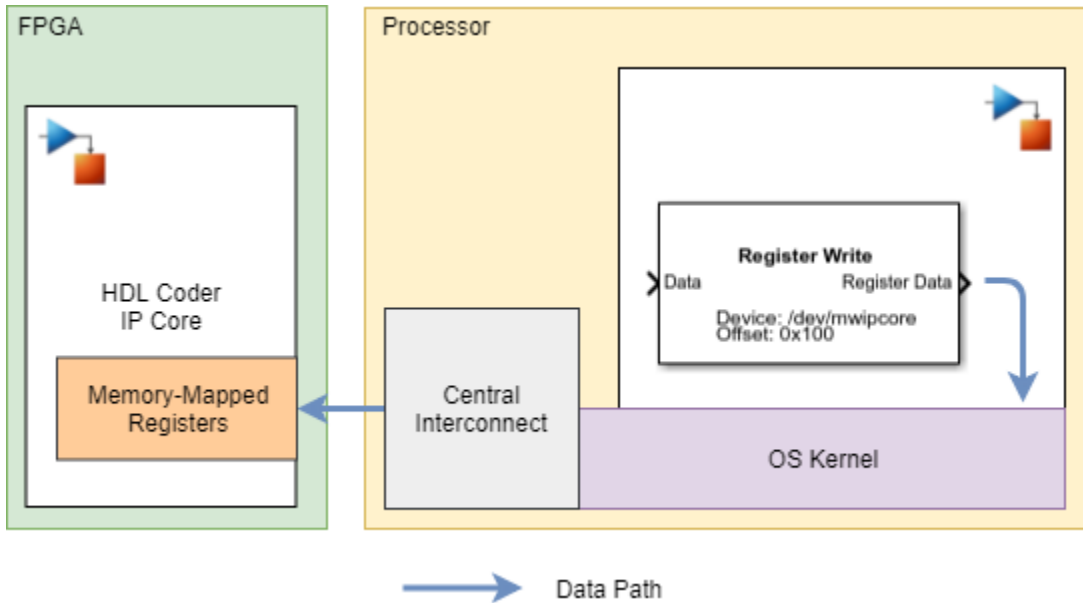 FPGA
Processor
HDL Coder
IP Core
Memory-Mapped
Registers
Central
Interconnect
Register Write
Data
Register Data
Device: /dev/mwipcore
Offset: 0x100
OS Kernel
Data Path